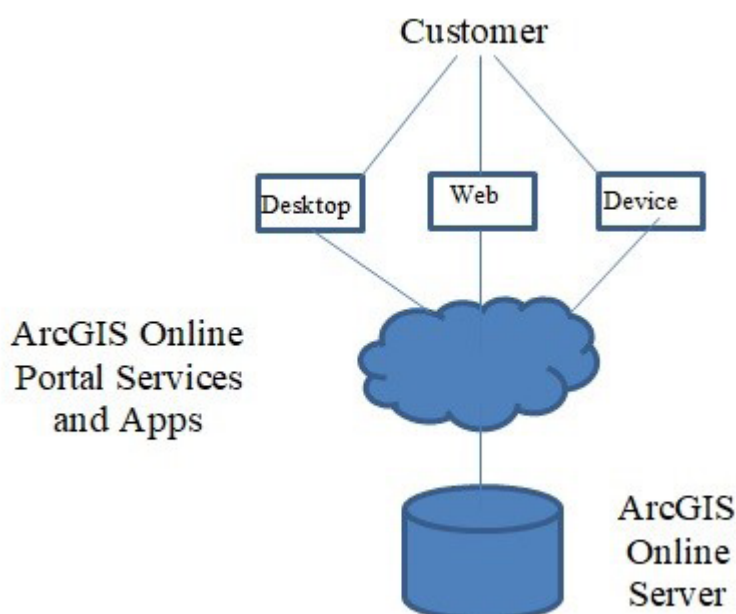 Customer
Desktop
Web
Device
ArcGIS Online
Portal Services
and Apps
ArcGIS
Online
Server